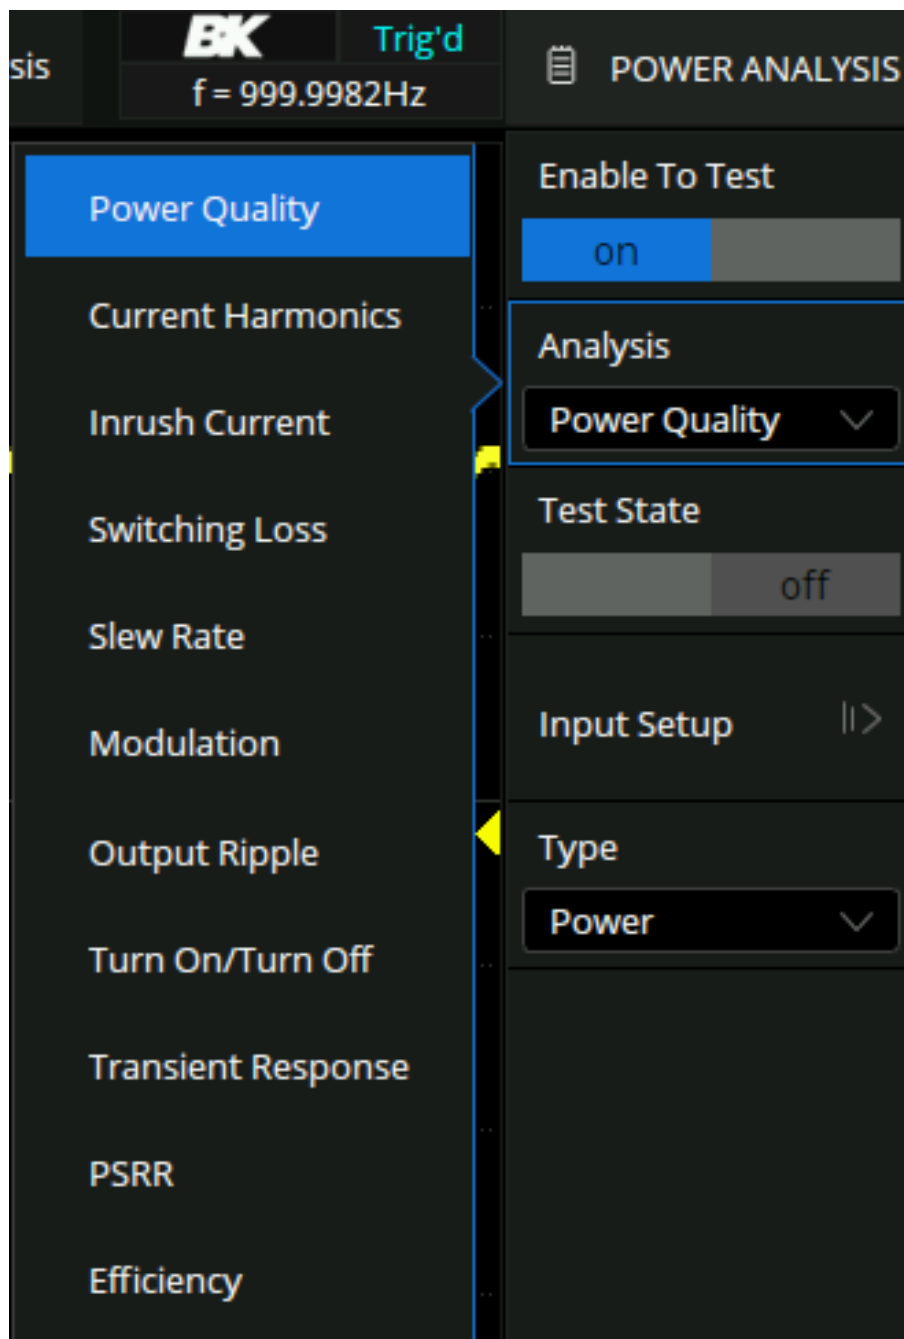 sis
BK
Trig'd
f = 999.9982Hz
POWER ANALYSIS
Power Quality
Current Harmonics
Inrush Current
Switching Loss
Slew Rate
Modulation
Output Ripple
Turn On/Turn Off
Transient Response
PSRR
Efficiency
Enable To Test
on
Analysis
Power Quality
Test State
off
Input Setup
Type
Power